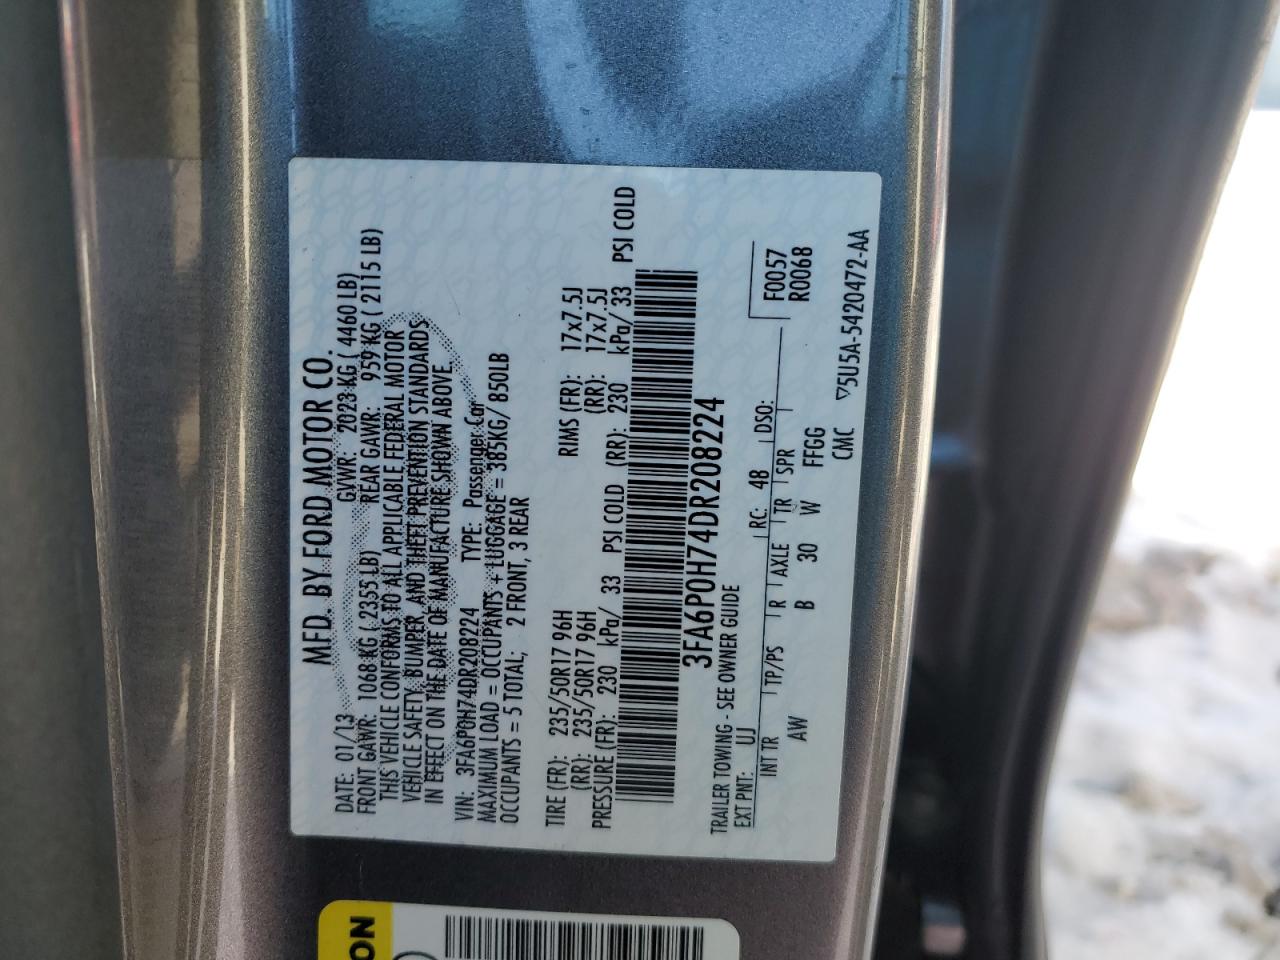 MFD. BY FORD MOTOR CO.
DATE: 01/13 GVWR: 2023 KG ( 4460 LB)
FRONT GAWR: 1068 KG ( 2355 LB) REAR GAWR: 959 KG ( 2115 LB)
THIS VEHICLE CONFORMS TO ALL APPLICABLE FEDERAL MOTOR
VEHICLE SAFETY, BUMPER, AND THEFT PREVENTION STANDARDS
IN EFFECT ON THE DATE OF MANUFACTURE SHOWN ABOVE.
VIN: 3FA6P0H74DR208224 TYPE: Passenger Car
MAXIMUM LOAD = OCCUPANTS + LUGGAGE = 385KG/ 850LB
OCCUPANTS = 5 TOTAL; 2 FRONT, 3 REAR
TIRE (FR): 235/50R17 96H RIMS (FR): 17x7.5J
(RR): 235/50R17 96H (RR): 17x7.5J
PRESSURE (FR): 230 kPa/ 33 PSI COLD (RR): 230 kPa/ 33 PSI COLD
3FA6P0H74DR208224
TRAILER TOWING - SEE OWNER GUIDE
EXT PNT: UJ RC: 48 DSO: F0057
INT TR TP/PS R AXLE TR SPR R0068
AW B 30 W FFGG
CMC ▽5U5A-5420472-AA
ON